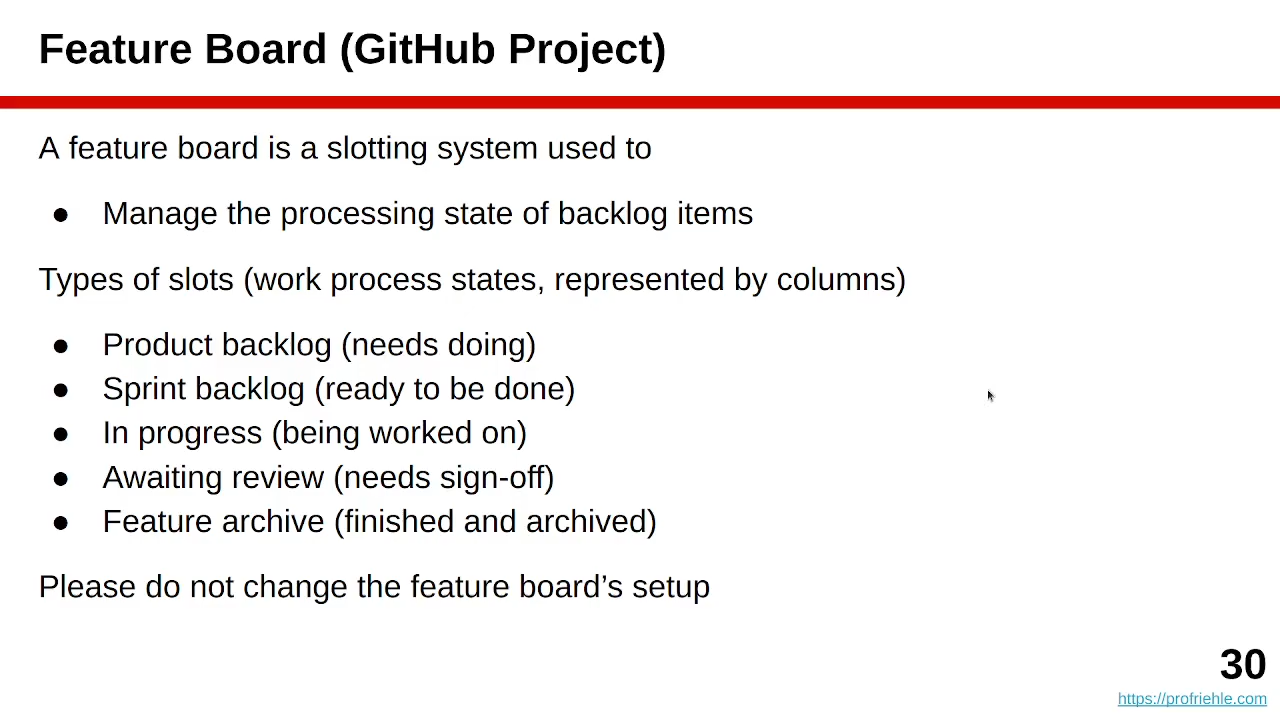 Feature Board (GitHub Project)
A feature board is a slotting system used to
● Manage the processing state of backlog items
Types of slots (work process states, represented by columns)
● Product backlog (needs doing)
● Sprint backlog (ready to be done)
● In progress (being worked on)
● Awaiting review (needs sign-off)
● Feature archive (finished and archived)
Please do not change the feature board’s setup
30
https://profriehle.com